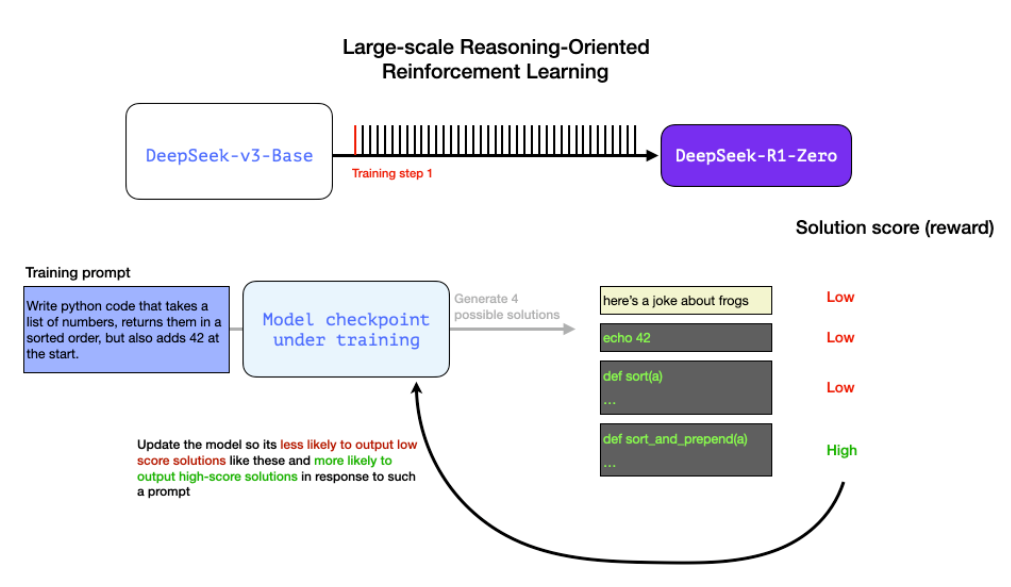 Large-scale Reasoning-Oriented
Reinforcement Learning
DeepSeek-v3-Base
DeepSeek-R1-Zero
Training step 1
Solution score (reward)
Training prompt
Write python code that takes a
list of numbers, returns them in a
sorted order, but also adds 42 at
the start.
Model checkpoint
under training
Generate 4
possible solutions
here's a joke about frogs
Low
echo 42
Low
def sort(a)
...
Low
def sort_and_prepend(a)
...
High
Update the model so its less likely to output low
score solutions like these and more likely to
output high-score solutions in response to such
a prompt